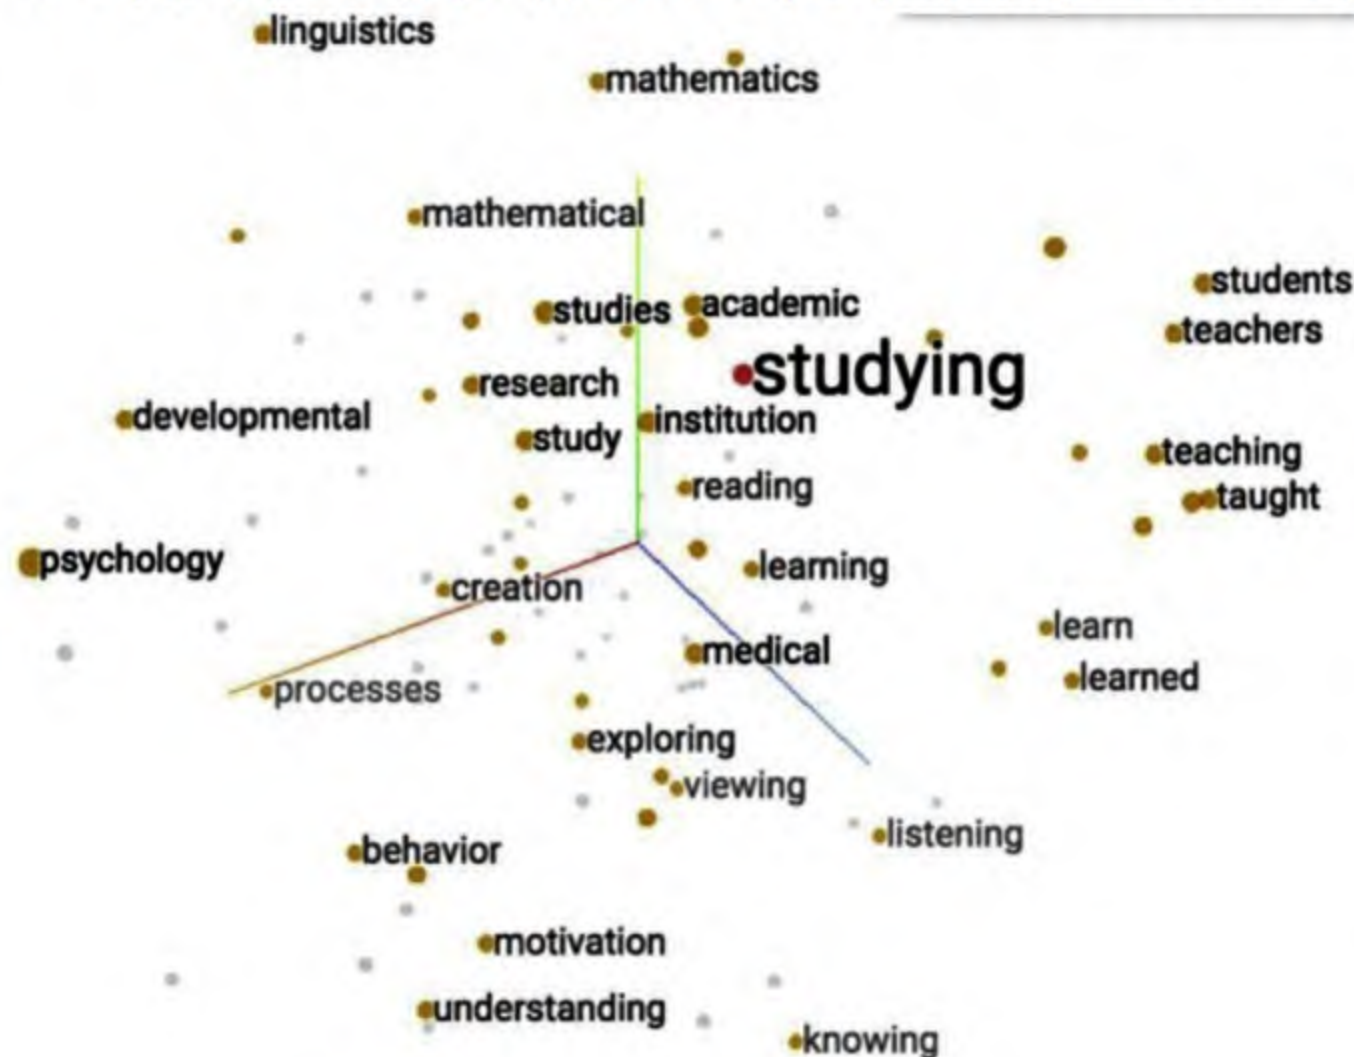 linguistics
mathematics
mathematical
students
studies
academic
teachers
studying
research
developmental
institution
study
teaching
reading
taught
psychology
learning
creation
learn
medical
learned
processes
exploring
viewing
listening
behavior
motivation
understanding
knowing